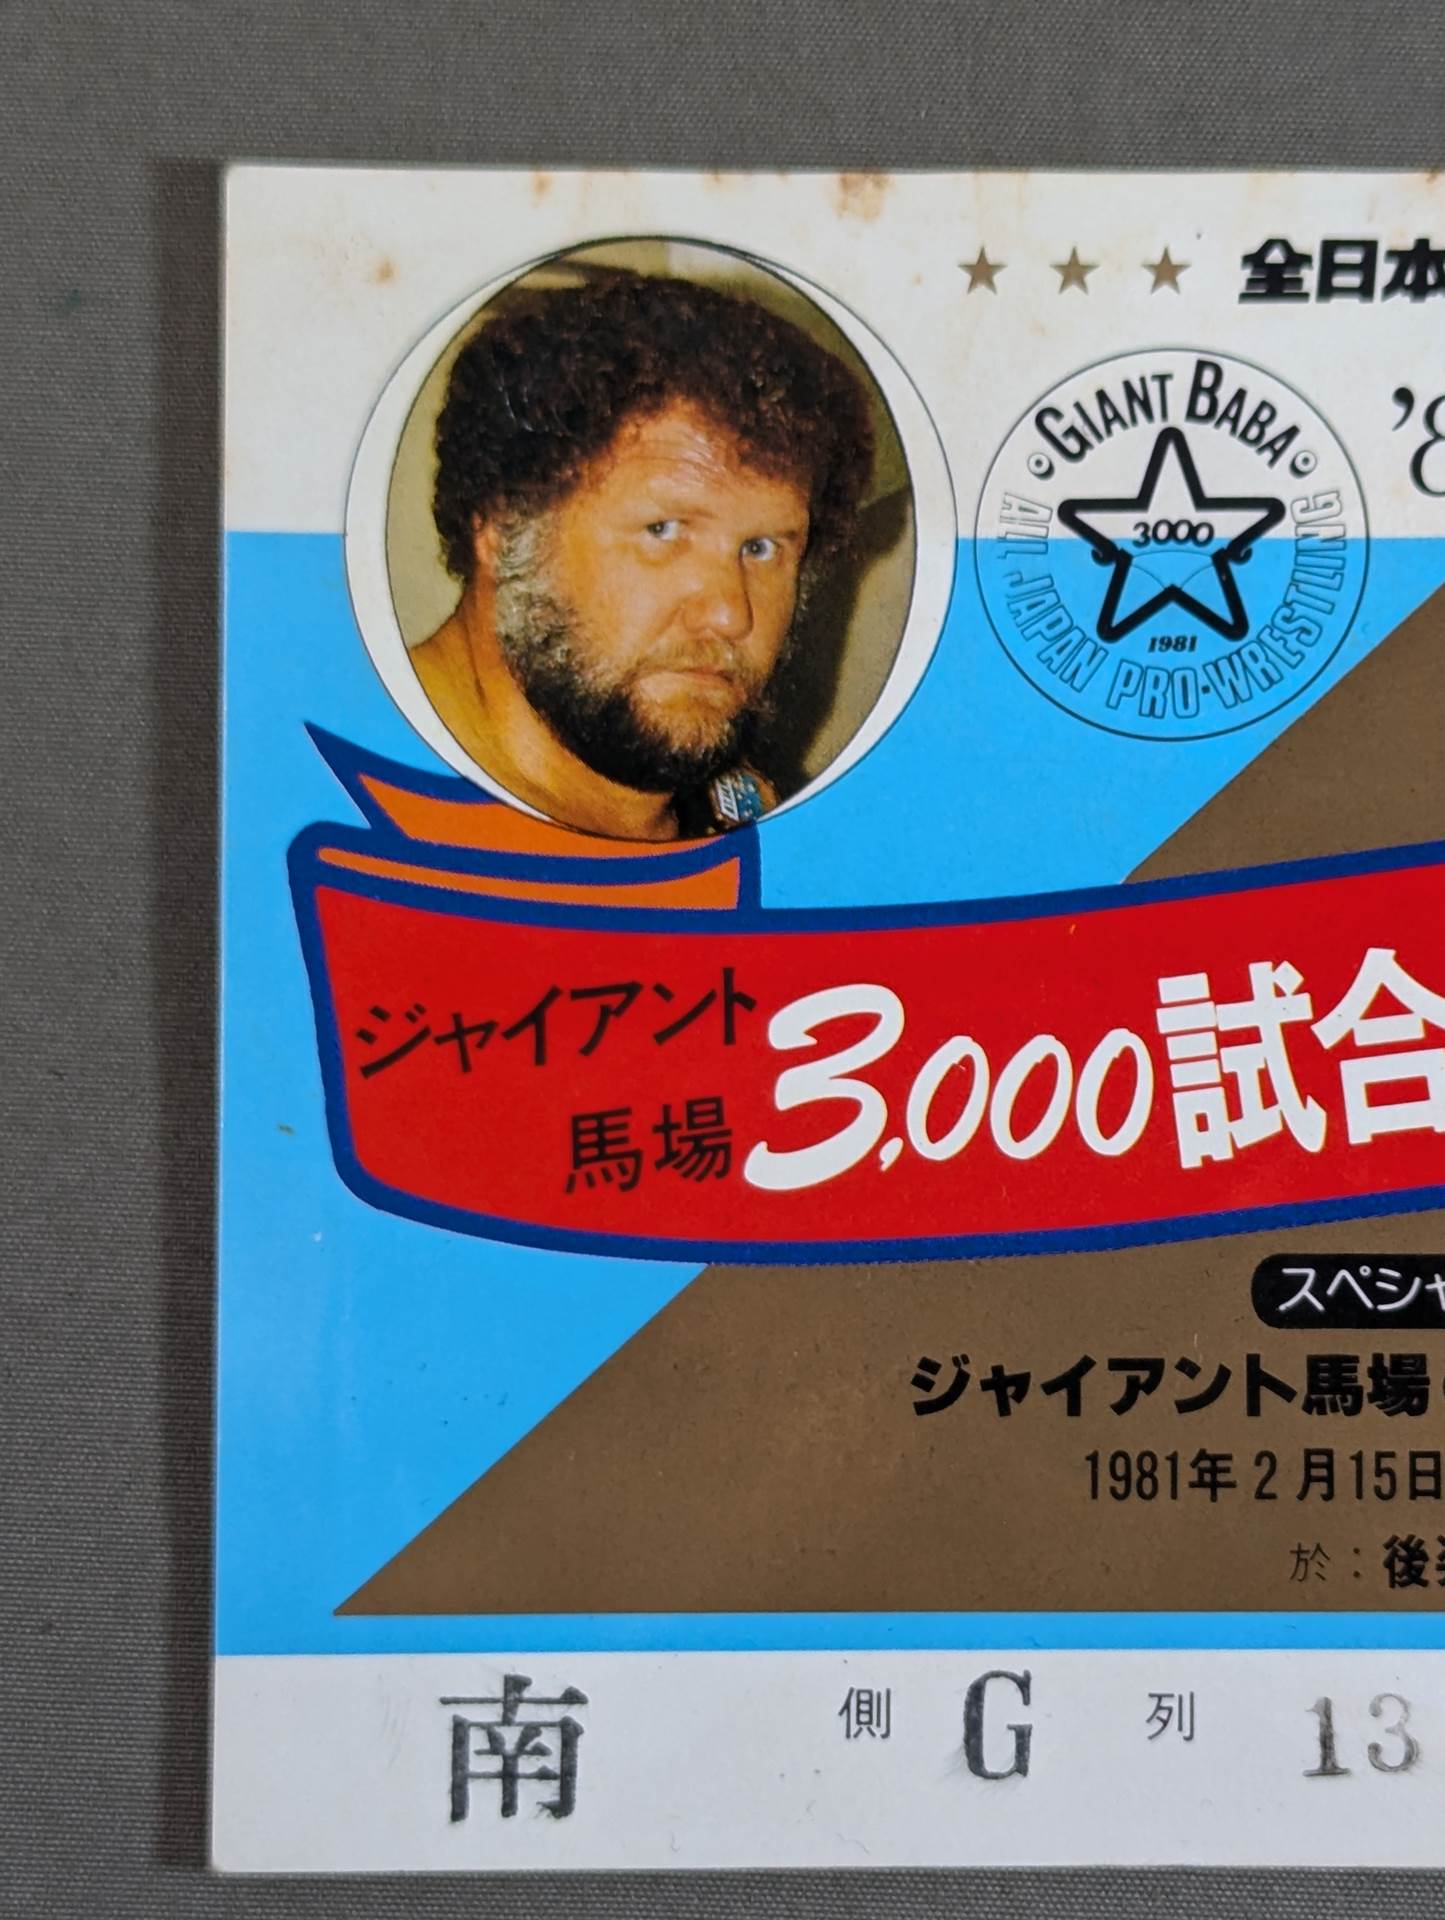 ★ ★ ★ 全日本
GIANT BABA
3000
1981
ALL JAPAN PRO-WRESTLING
'8
ジャイアント
馬場
3,000試合
スペシャ
ジャイアント馬場
1981年2月15日
於：後楽
南 側 G 列 13